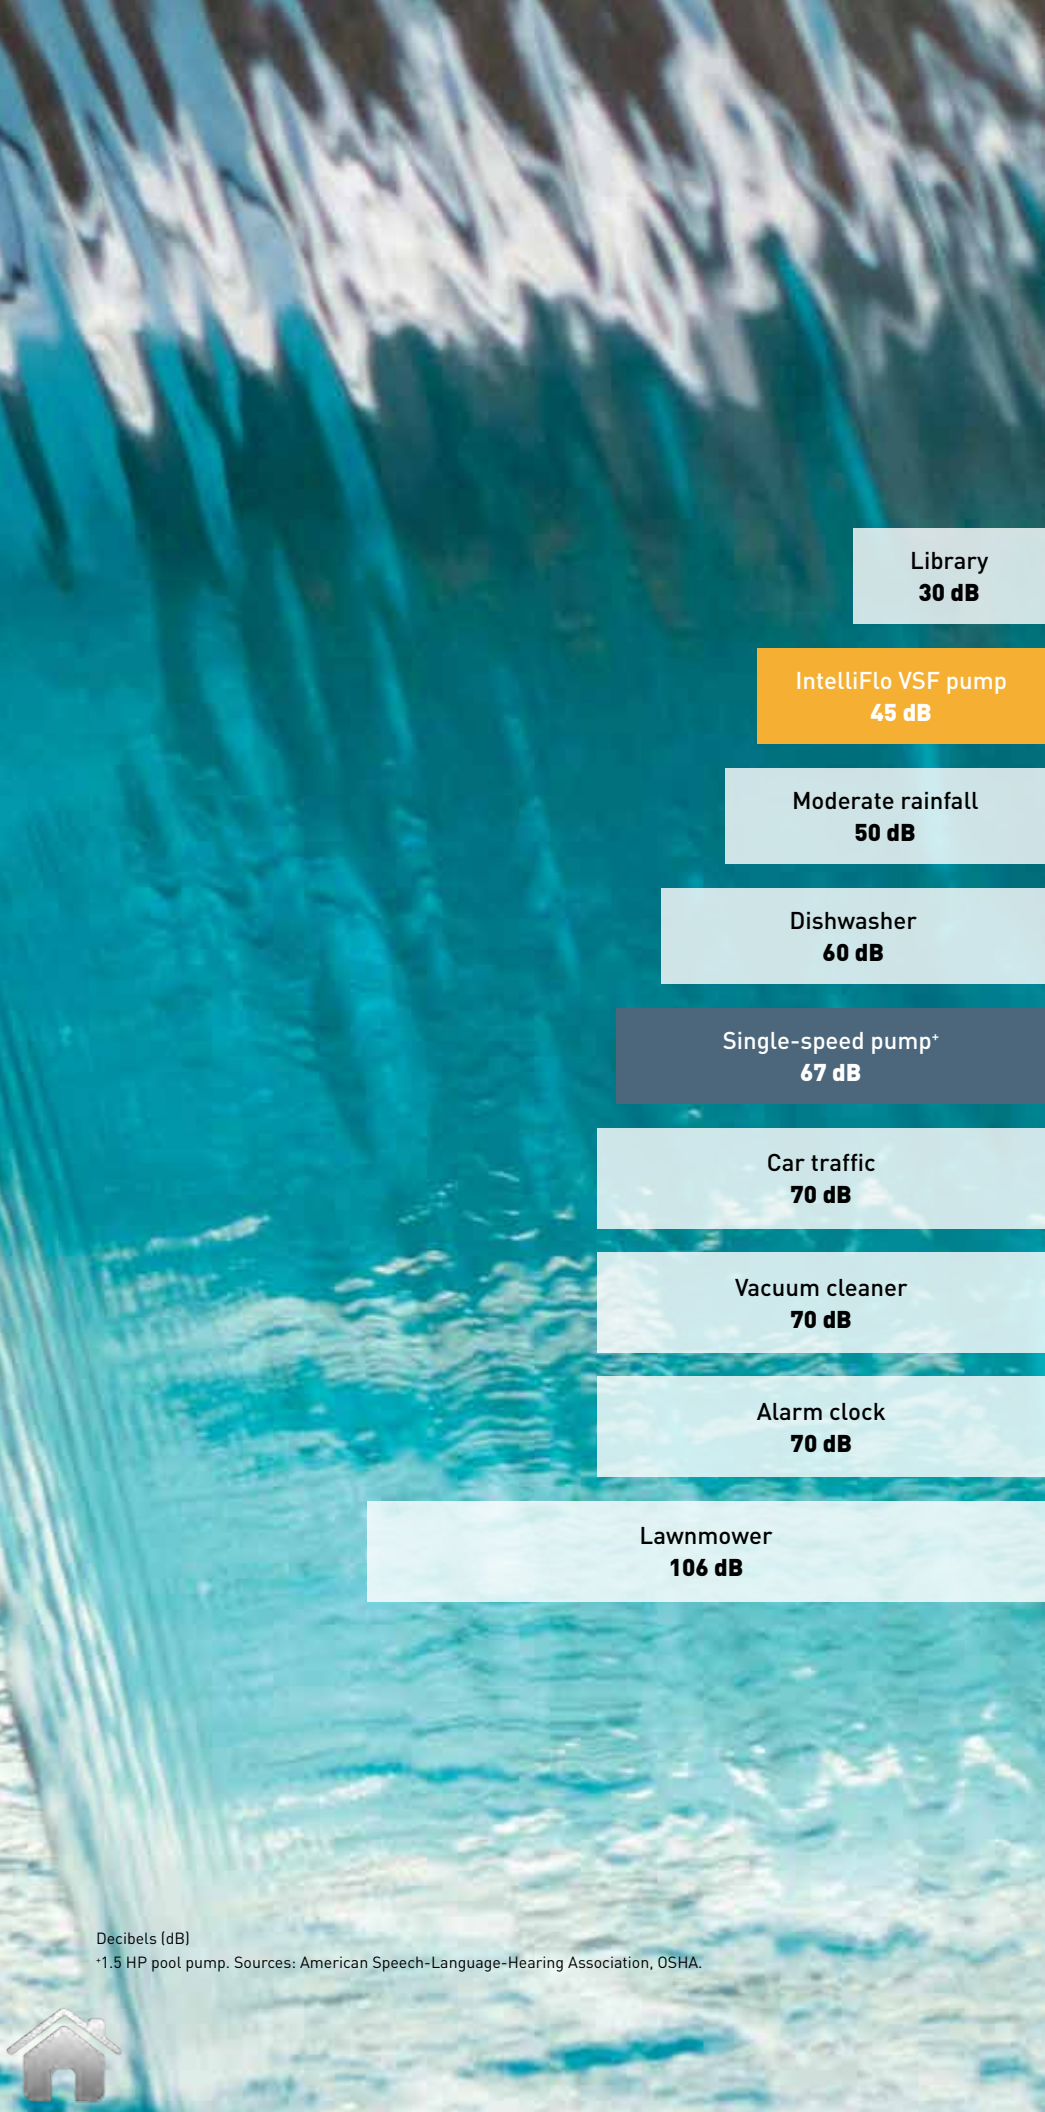 Library
30 dB
IntelliFlo VSF pump
45 dB
Moderate rainfall
50 dB
Dishwasher
60 dB
Single-speed pump+
67 dB
Car traffic
70 dB
Vacuum cleaner
70 dB
Alarm clock
70 dB
Lawnmower
106 dB
Decibels (dB)
+1.5 HP pool pump. Sources: American Speech-Language-Hearing Association, OSHA.